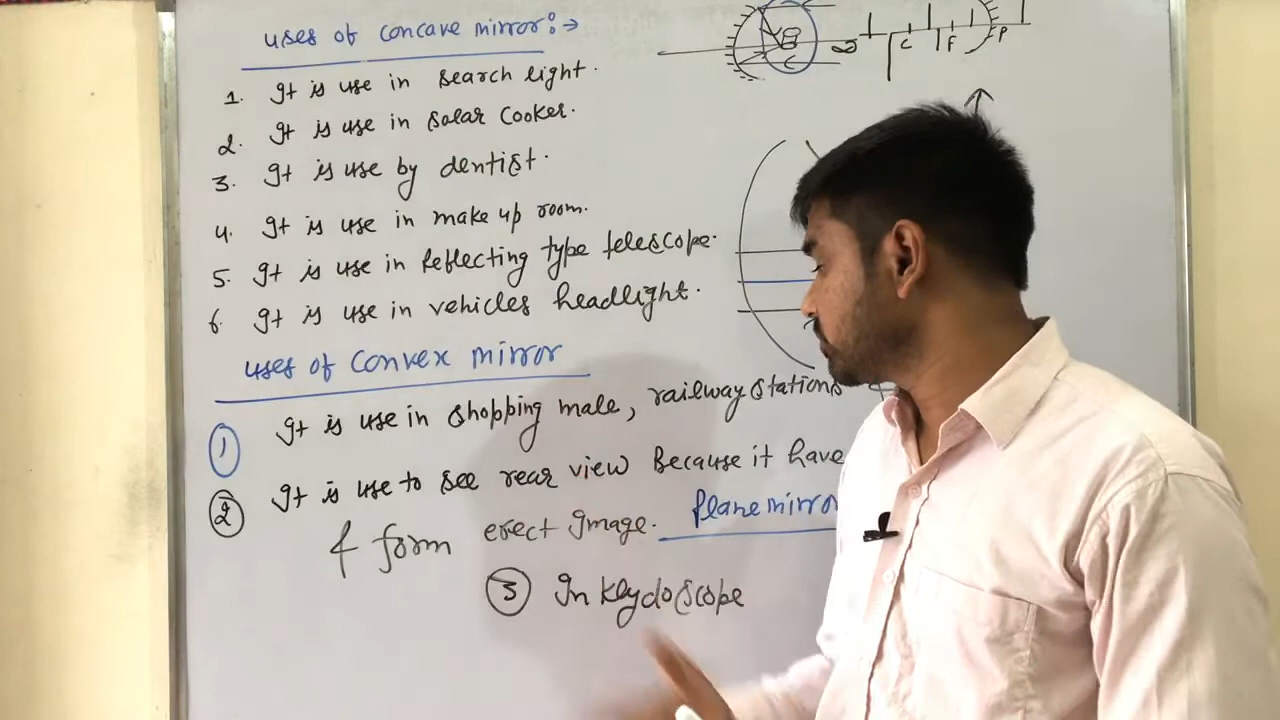 uses of concave mirror:→
1. It is use in search light.
2. It is use in solar cooker.
3. It is use by dentist.
4. It is use in make up room.
5. It is use in Reflecting type telescope.
6. It is use in vehicles headlight.
uses of convex mirror
1 It is use in shopping male, railway stations
2 It is use to see rear view Because it have
& form erect Image. Plane mirror
3 In kleydoscope
C F P
C